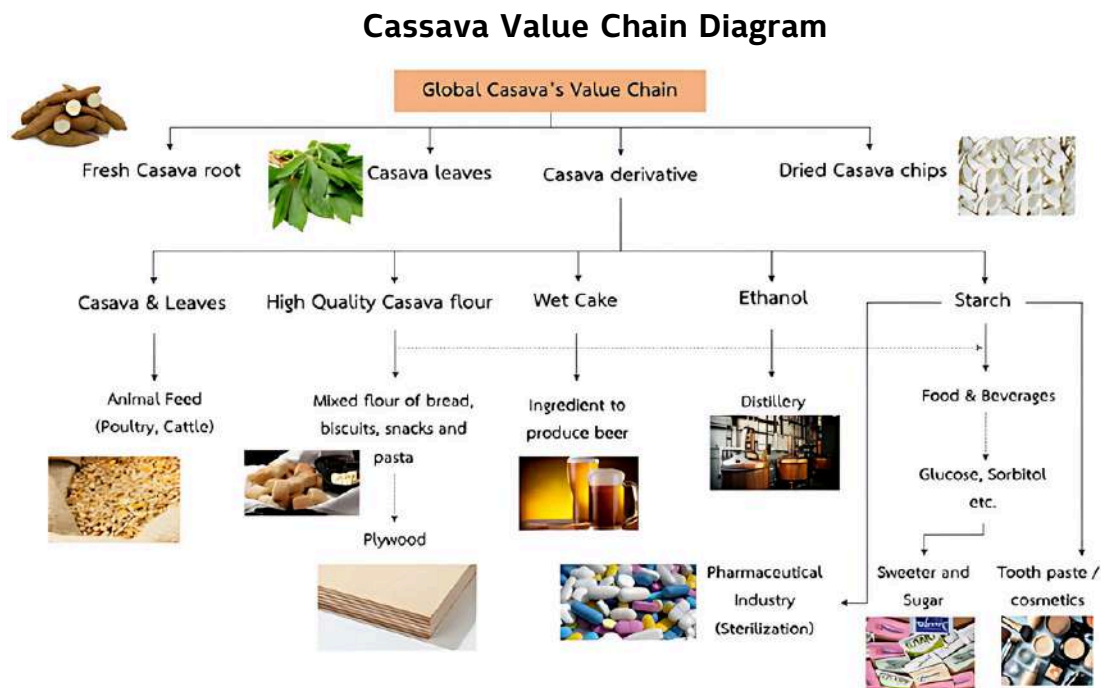 Cassava Value Chain Diagram
Global Casava's Value Chain
Fresh Casava root
Casava leaves
Casava derivative
Dried Casava chips
Casava & Leaves
High Quality Casava flour
Wet Cake
Ethanol
Starch
Animal Feed
(Poultry, Cattle)
Mixed flour of bread,
biscuits, snacks and
pasta
Ingredient to
produce beer
Distillery
Food & Beverages
Glucose, Sorbitol
etc.
Plywood
Pharmaceutical
Industry
(Sterilization)
Sweeter and
Sugar
Tooth paste /
cosmetics